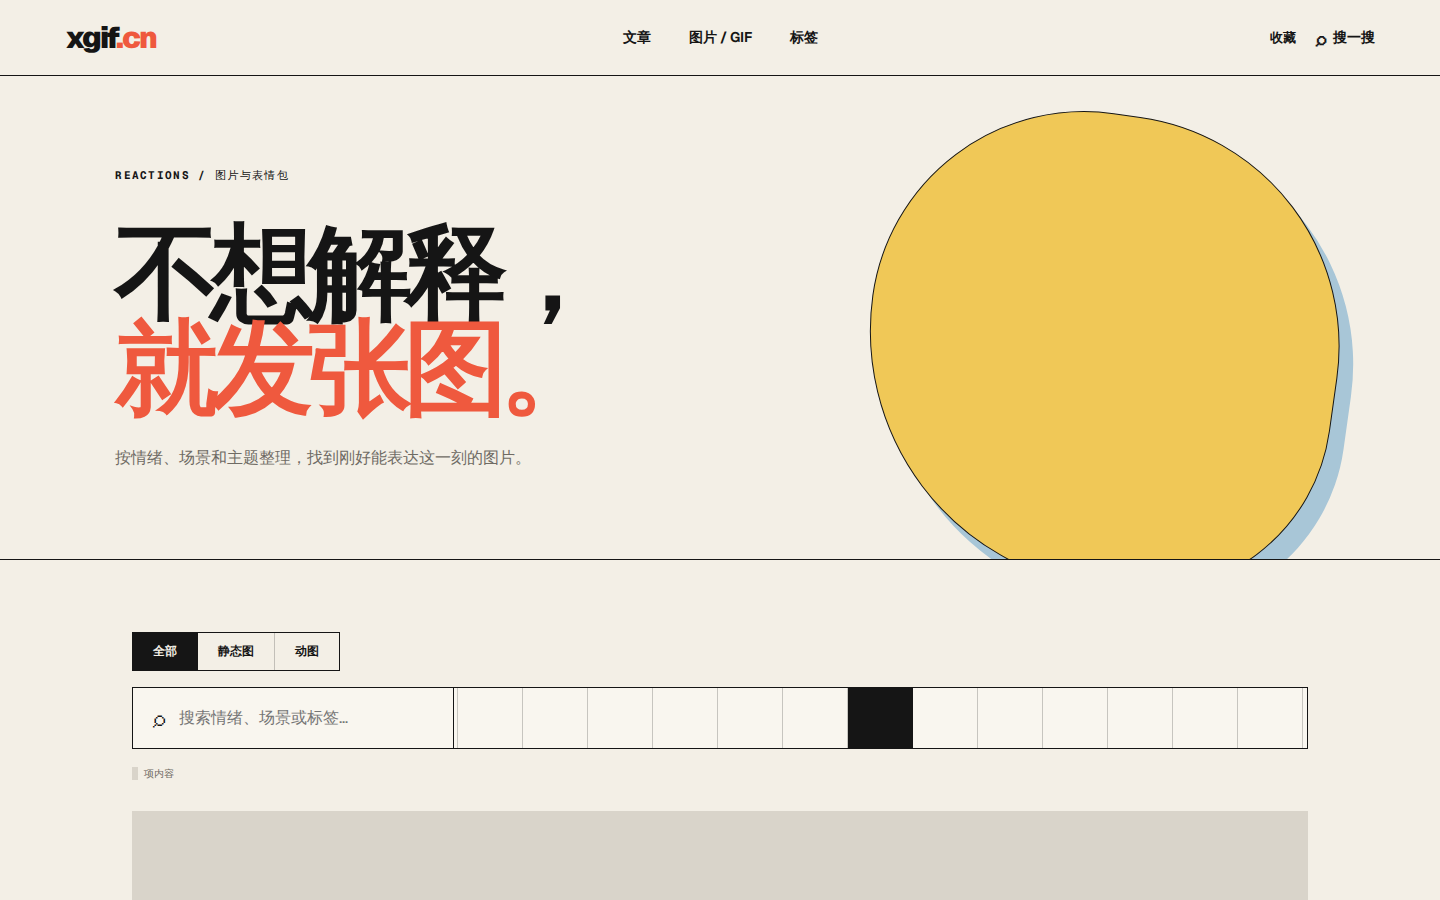 xgif.cn
文章 图片 / GIF 标签
收藏 搜一搜
REACTIONS / 图片与表情包
不想解释，
就发张图。
按情绪、场景和主题整理，找到刚好能表达这一刻的图片。
全部 静态图 动图
搜索情绪、场景或标签...
项内容